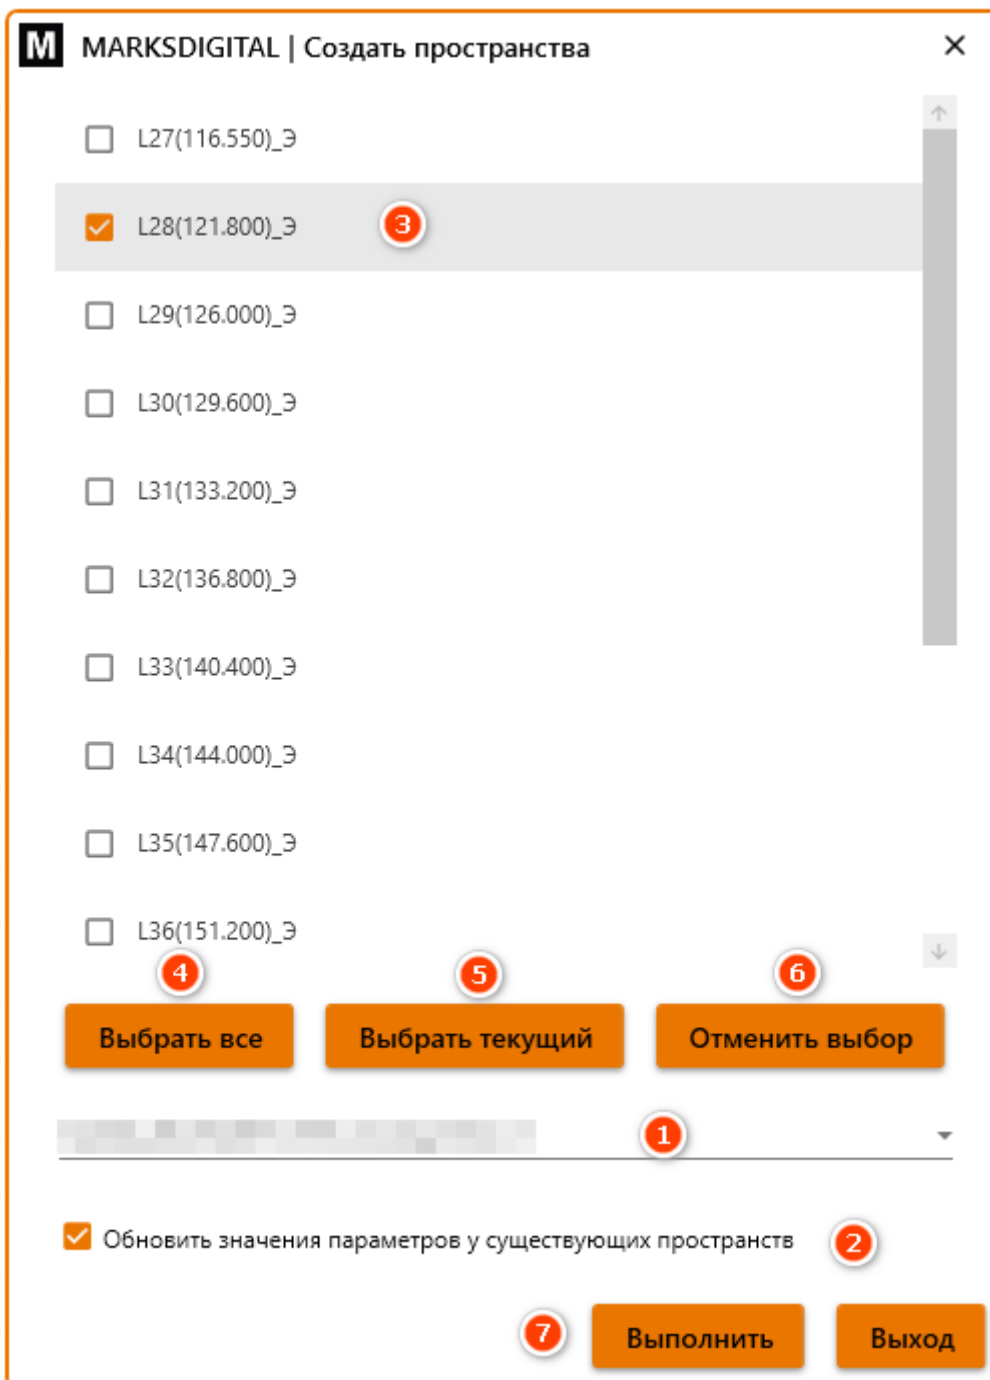 M MARKSDIGITAL | Создать пространства
L27(116.550)_Э
L28(121.800)_Э 3
L29(126.000)_Э
L30(129.600)_Э
L31(133.200)_Э
L32(136.800)_Э
L33(140.400)_Э
L34(144.000)_Э
L35(147.600)_Э
L36(151.200)_Э
4 5 6
Выбрать все Выбрать текущий Отменить выбор
1
Обновить значения параметров у существующих пространств 2
7 Выполнить Выход